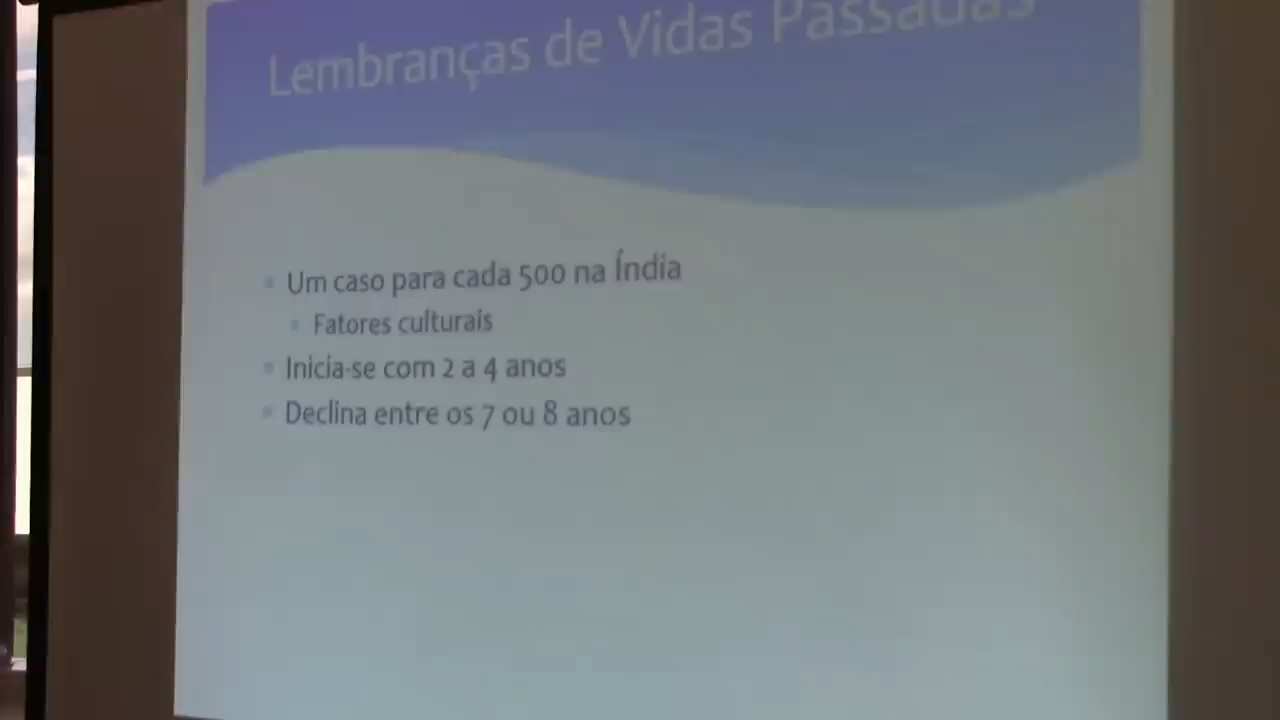 Lembranças de Vidas Passadas
Um caso para cada 500 na Índia
Fatores culturais
Inicia-se com 2 a 4 anos
Declina entre os 7 ou 8 anos